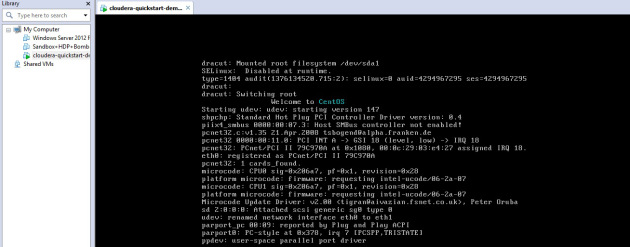 Library
Type here to search
My Computer
Windows Server 2012 F
Sandbox+HDP+Bomb
cloudera-quickstart-de
Shared VMs
cloudera-quickstart-dem...
dracut: Mounted root filesystem /dev/sda1
SELinux: Disabled at runtime.
type=1404 audit(1376134520.715:2): selinux=0 auid=4294967295 ses=4294967295
dracut:
dracut: Switching root
Welcome to CentOS
Starting udev: udev: starting version 147
shpchp: Standard Hot Plug PCI Controller Driver version: 0.4
piix4_smbus 0000:00:07.3: Host SMBus controller not enabled!
pcnet32.c:v1.35 21.Apr.2008 tsbogend@alpha.franken.de
pcnet32 0000:00:11.0: PCI INT A -> GSI 18 (level, low) -> IRQ 18
pcnet32: PCnet/PCI II 79C970A at 0x1080, 00:0c:29:03:e4:27 assigned IRQ 18.
eth0: registered as PCnet/PCI II 79C970A
pcnet32: 1 cards_found.
microcode: CPU0 sig=0x206a7, pf=0x1, revision=0x28
platform microcode: firmware: requesting intel-ucode/06-2a-07
microcode: CPU1 sig=0x206a7, pf=0x1, revision=0x28
platform microcode: firmware: requesting intel-ucode/06-2a-07
Microcode Update Driver: v2.00 <tigran@aivazian.fsnet.co.uk>, Peter Oruba
sd 2:0:0:0: Attached scsi generic sg0 type 0
udev: renamed network interface eth0 to eth1
parport_pc 00:09: reported by Plug and Play ACPI
parport0: PC-style at 0x378, irq 7 [PCSPP,TRISTATE]
ppdev: user-space parallel port driver